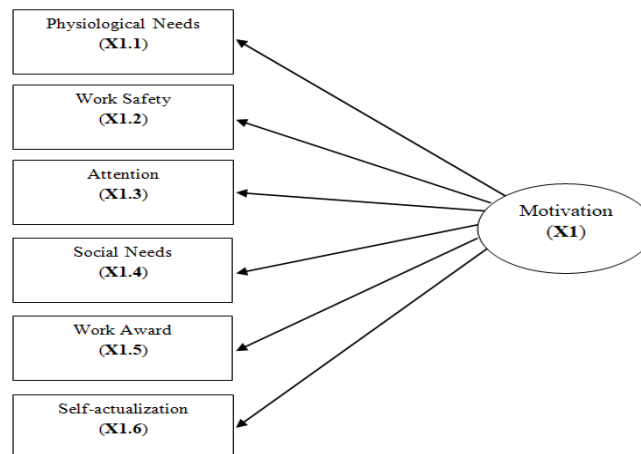 Physiological Needs
(X1.1)
Work Safety
(X1.2)
Attention
(X1.3)
Social Needs
(X1.4)
Work Award
(X1.5)
Self-actualization
(X1.6)
Motivation
(X1)